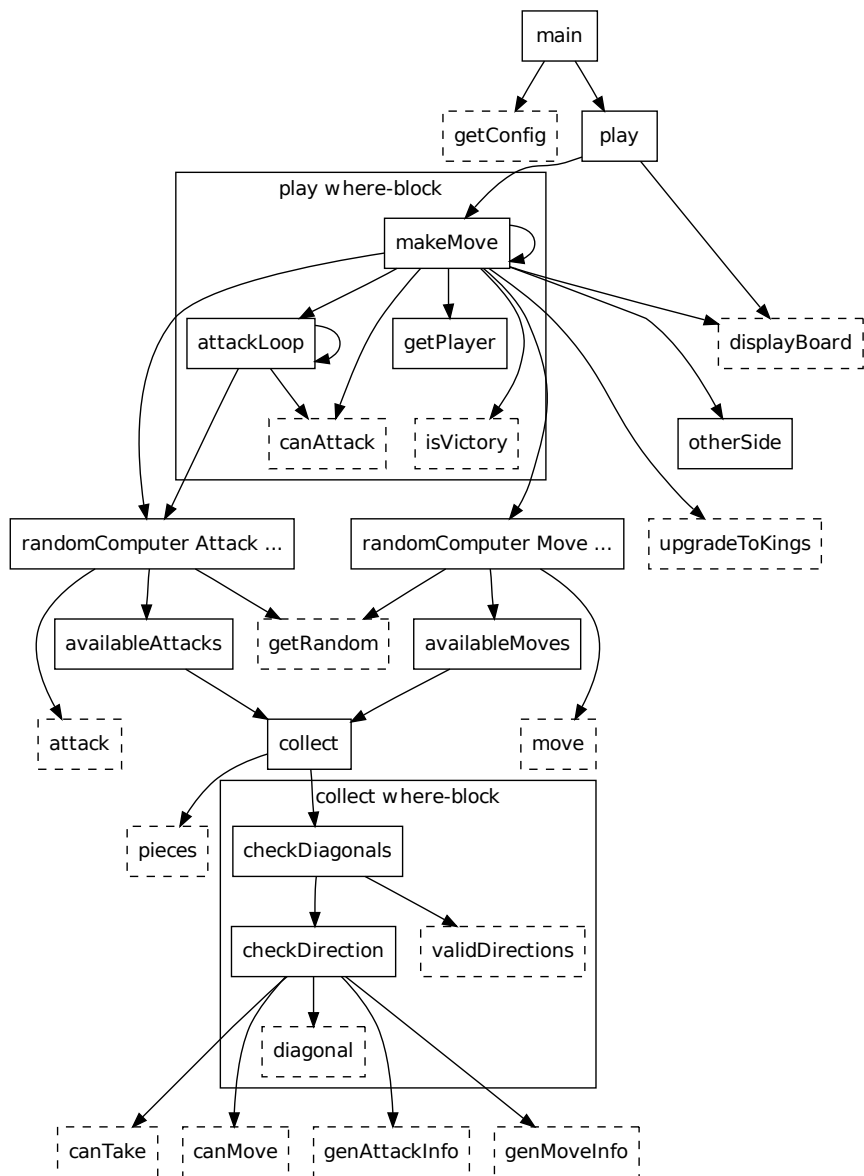 main
getConfig
play
play where-block
makeMove
attackLoop
getPlayer
displayBoard
canAttack
isVictory
otherSide
randomComputer Attack ...
randomComputer Move ...
upgradeToKings
availableAttacks
getRandom
availableMoves
attack
collect
move
collect where-block
pieces
checkDiagonals
checkDirection
validDirections
diagonal
canTake
canMove
genAttackInfo
genMoveInfo